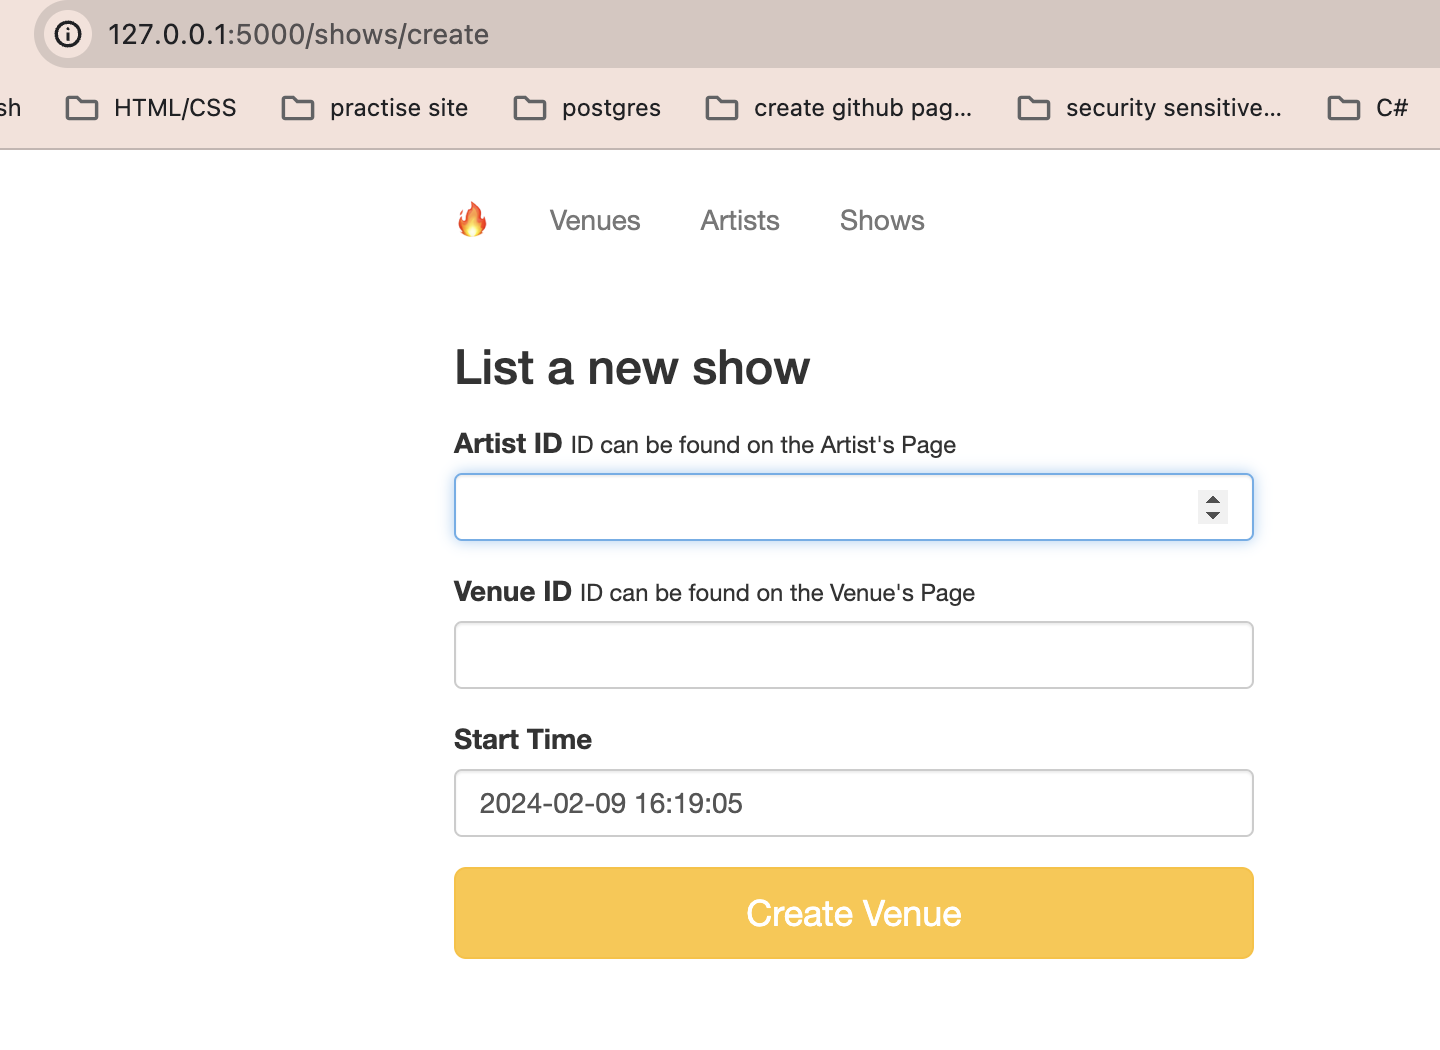 127.0.0.1:5000/shows/create
sh HTML/CSS practise site postgres create github pag... security sensitive... C#
Venues Artists Shows
List a new show
Artist ID ID can be found on the Artist's Page
Venue ID ID can be found on the Venue's Page
Start Time
2024-02-09 16:19:05
Create Venue